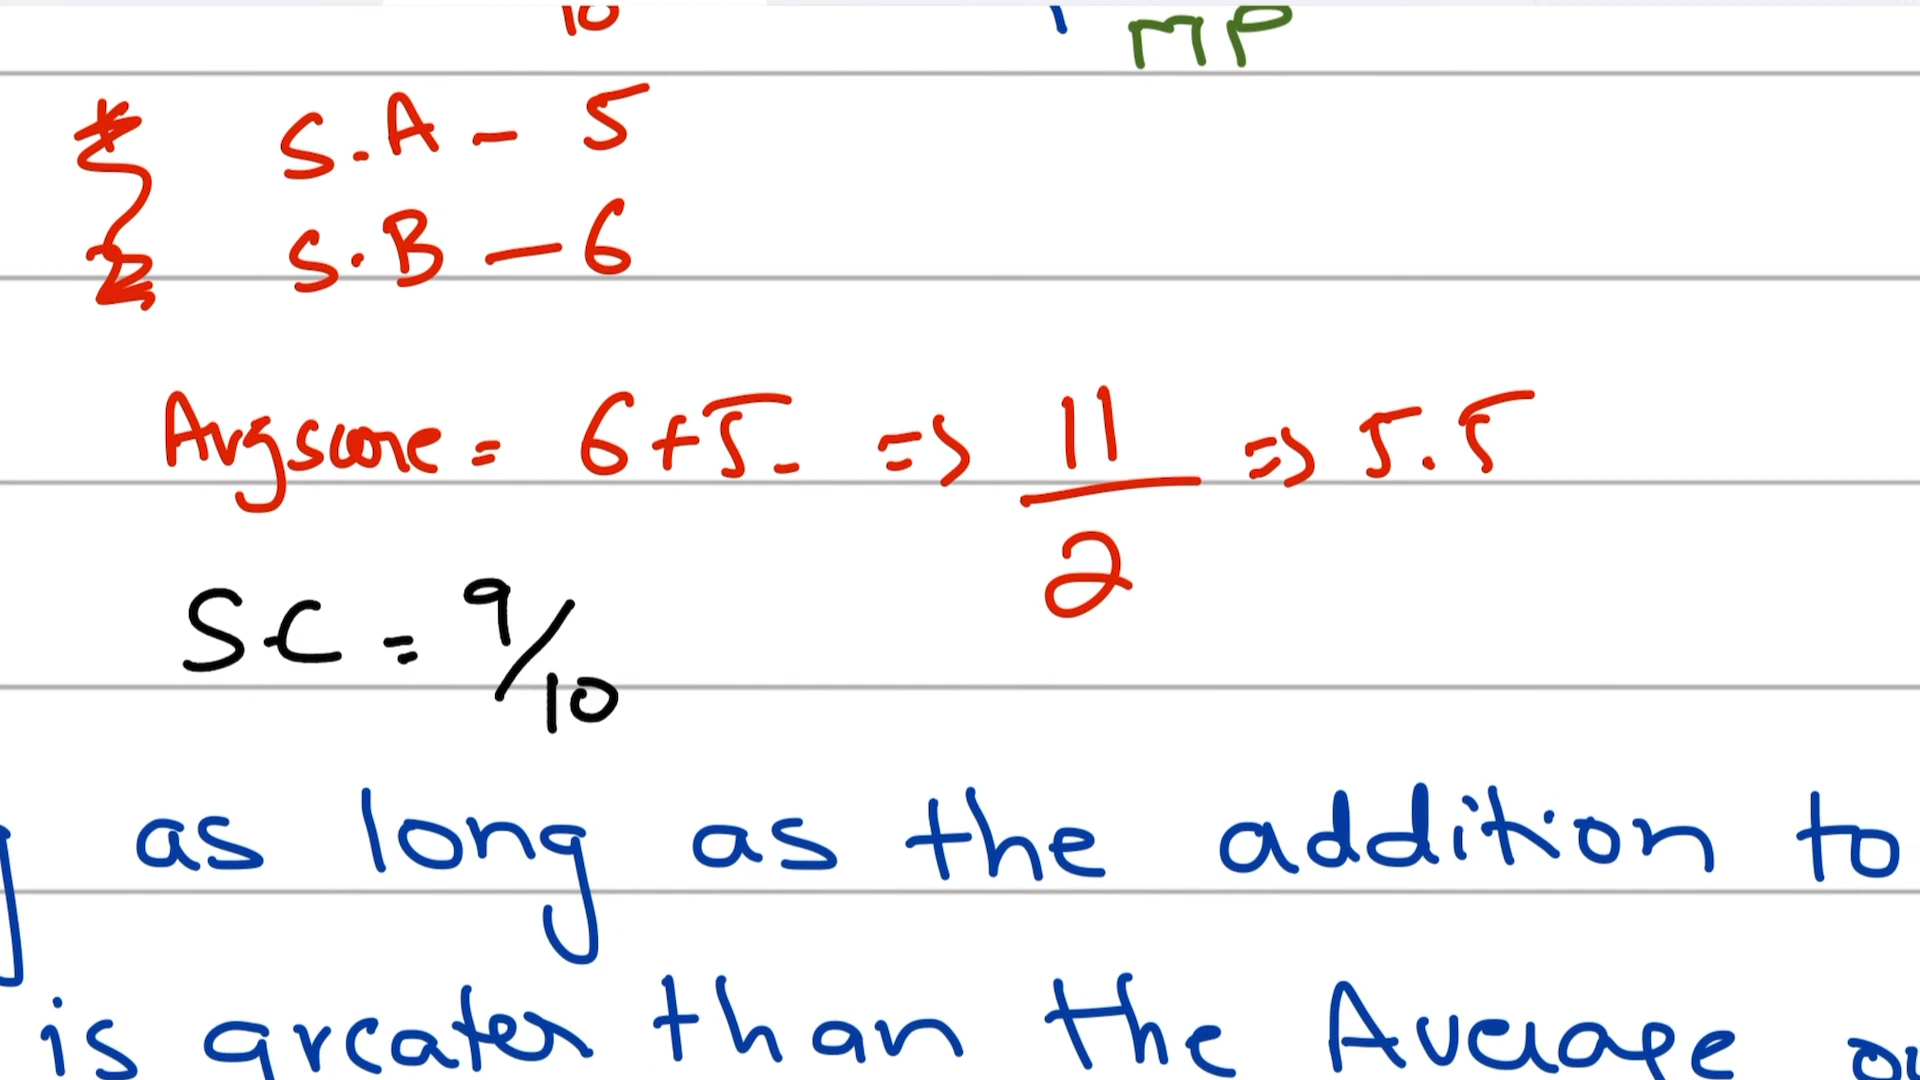 10 MP
* S.A - 5
S.B - 6
Avgscore = 6+5 => 11/2 => 5.5
S.C = 9/10
as long as the addition to
is greater than the Average